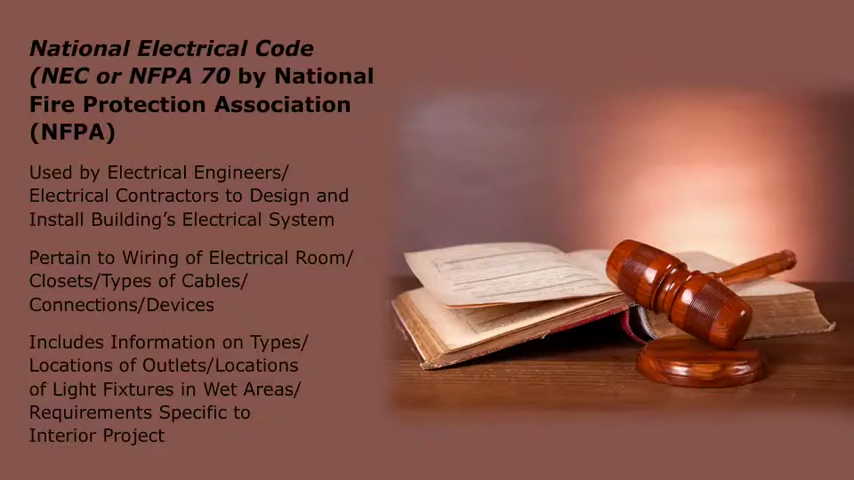 National Electrical Code
(NEC or NFPA 70 by National
Fire Protection Association
(NFPA)
Used by Electrical Engineers/
Electrical Contractors to Design and
Install Building’s Electrical System
Pertain to Wiring of Electrical Room/
Closets/Types of Cables/
Connections/Devices
Includes Information on Types/
Locations of Outlets/Locations
of Light Fixtures in Wet Areas/
Requirements Specific to
Interior Project